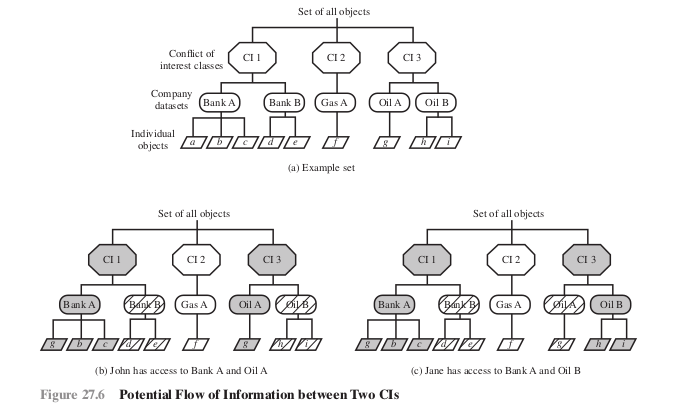 Set of all objects
Conflict of
interest classes
CI 1
CI 2
CI 3
Company
datasets
Bank A
Bank B
Gas A
Oil A
Oil B
Individual
objects
a b c d e f g h i
(a) Example set
Set of all objects
CI 1
CI 2
CI 3
Bank A
Bank B
Gas A
Oil A
Oil B
g b c d e f g h i
(b) John has access to Bank A and Oil A
Set of all objects
CI 1
CI 2
CI 3
Bank A
Bank B
Gas A
Oil A
Oil B
g b c d e f g h i
(c) Jane has access to Bank A and Oil B
Figure 27.6 Potential Flow of Information between Two CIs